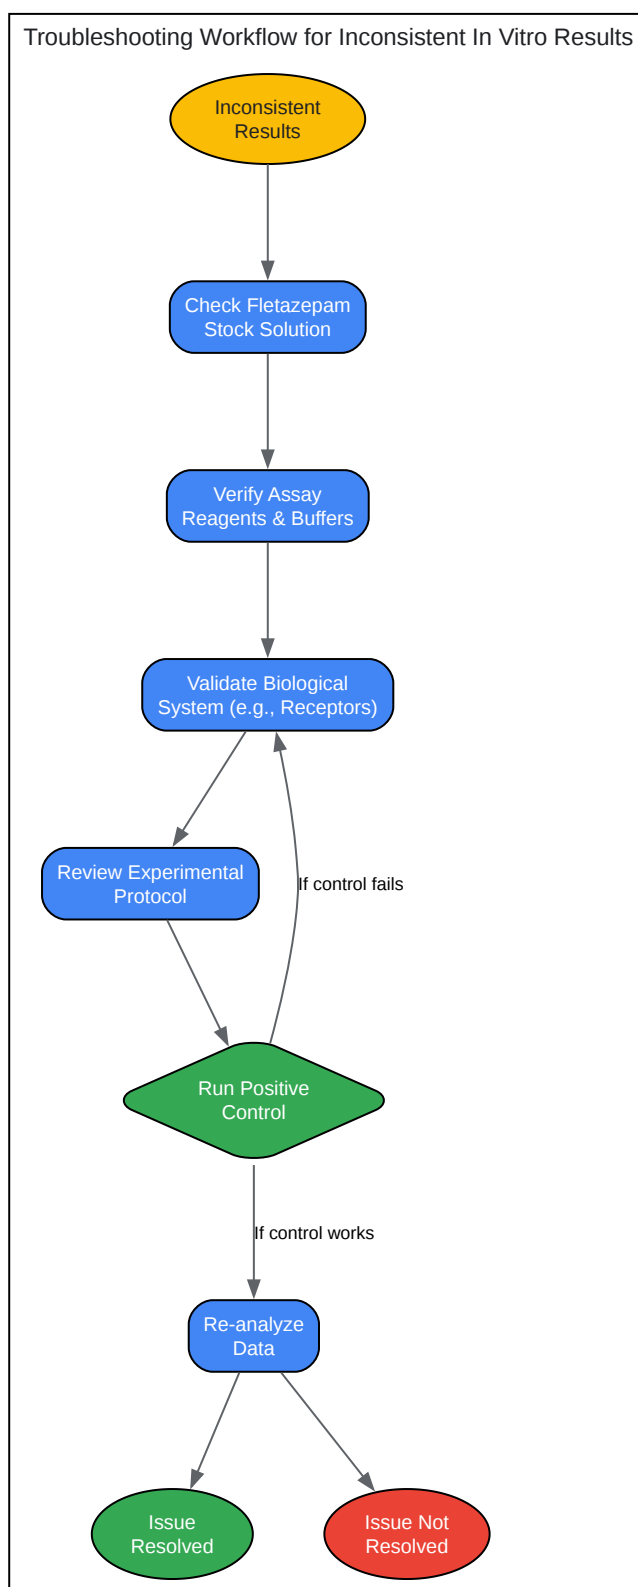 Troubleshooting Workflow for Inconsistent In Vitro Results
Inconsistent
Results
Check Fletazepam
Stock Solution
Verify Assay
Reagents & Buffers
Validate Biological
System (e.g., Receptors)
Review Experimental
Protocol
If control fails
Run Positive
Control
If control works
Re-analyze
Data
Issue
Resolved
Issue Not
Resolved